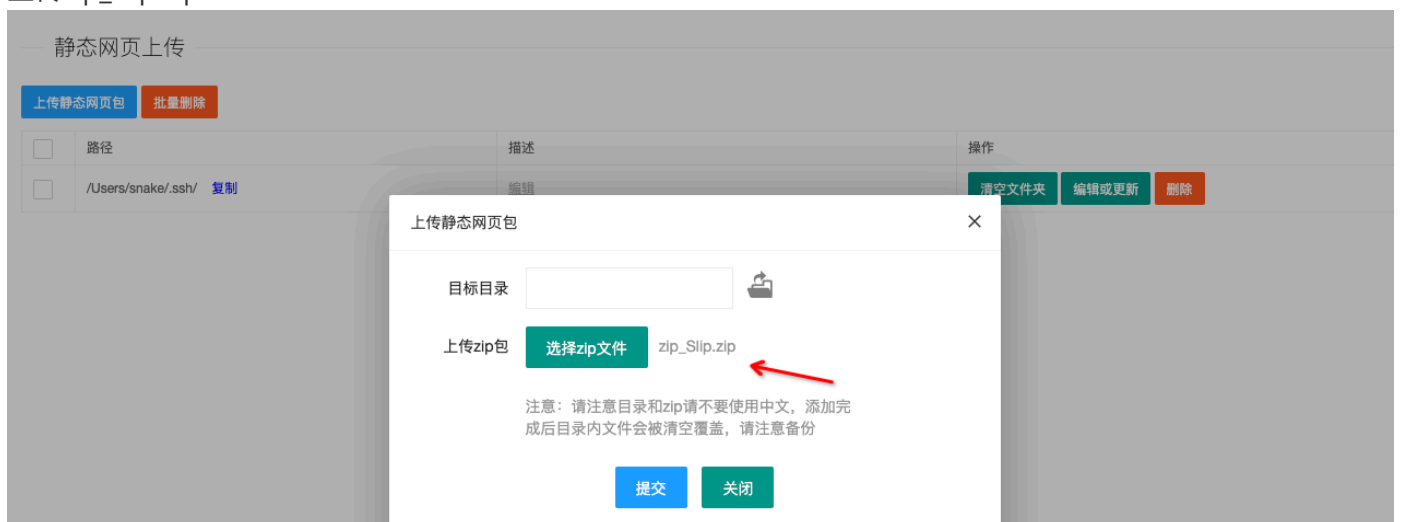 静态网页上传
上传静态网页包 批量删除
路径 描述 操作
/Users/snake/.ssh/ 复制 编辑 清空文件夹 编辑或更新 删除
上传静态网页包
目标目录
上传zip包 选择zip文件 zip_Slip.zip
注意：请注意目录和zip请不要使用中文，添加完
成后目录内文件会被清空覆盖，请注意备份
提交 关闭